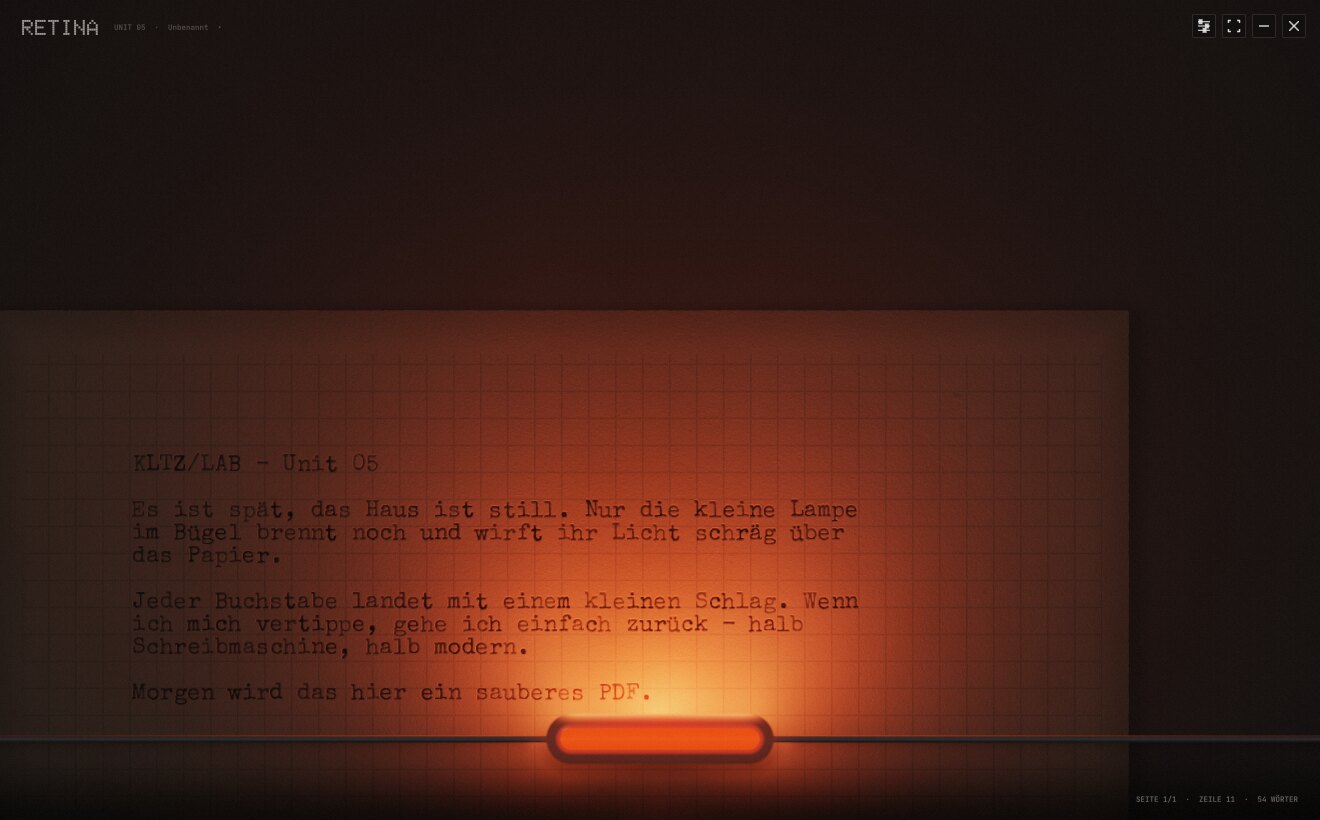 RETINA UNIT 05 · Unbenannt ·
KLTZ/LAB – Unit 05
Es ist spät, das Haus ist still. Nur die kleine Lampe
im Bügel brennt noch und wirft ihr Licht schräg über
das Papier.
Jeder Buchstabe landet mit einem kleinen Schlag. Wenn
ich mich vertippe, gehe ich einfach zurück – halb
Schreibmaschine, halb modern.
Morgen wird das hier ein sauberes PDF.
SEITE 1/1 · ZEILE 11 · 54 WÖRTER